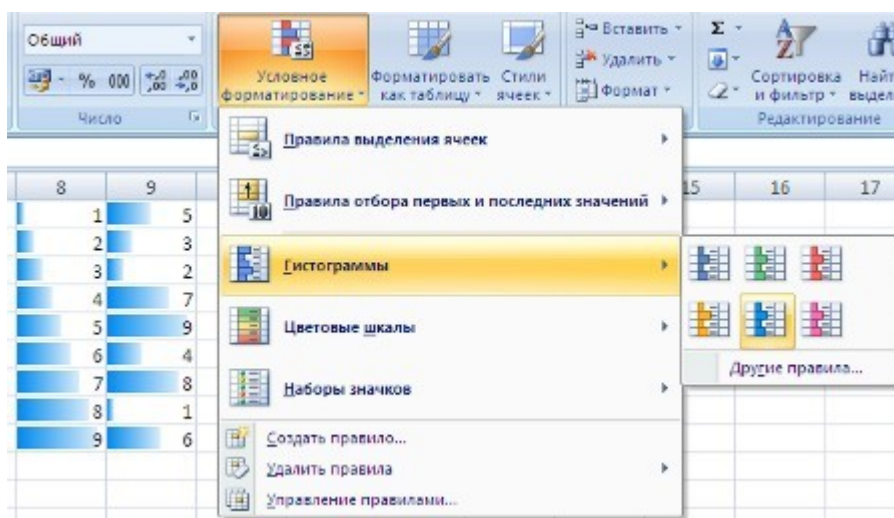 Общий
Вставить
Σ
Удалить
% 000
Условное
форматирование
Форматировать
как таблицу
Стили
ячеек
Формат
Сортировка
и фильтр
Число
Редактирование
Правила выделения ячеек
8 9 15 16 17
Правила отбора первых и последних значений
1 5
2 3
3 2
4 7
5 9
6 4
7 8
8 1
9 6
Гистограммы
Цветовые шкалы
Другие правила...
Наборы значков
Создать правило...
Удалить правила
Управление правилами...